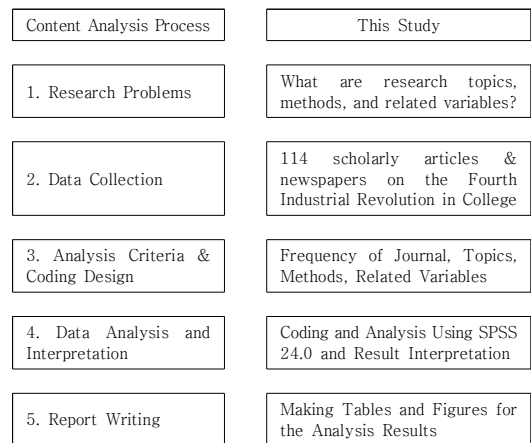 Content Analysis Process
This Study
1. Research Problems
What are research topics,
methods, and related variables?
2. Data Collection
114 scholarly articles &
newspapers on the Fourth
Industrial Revolution in College
3. Analysis Criteria &
Coding Design
Frequency of Journal, Topics,
Methods, Related Variables
4. Data Analysis and
Interpretation
Coding and Analysis Using SPSS
24.0 and Result Interpretation
5. Report Writing
Making Tables and Figures for
the Analysis Results